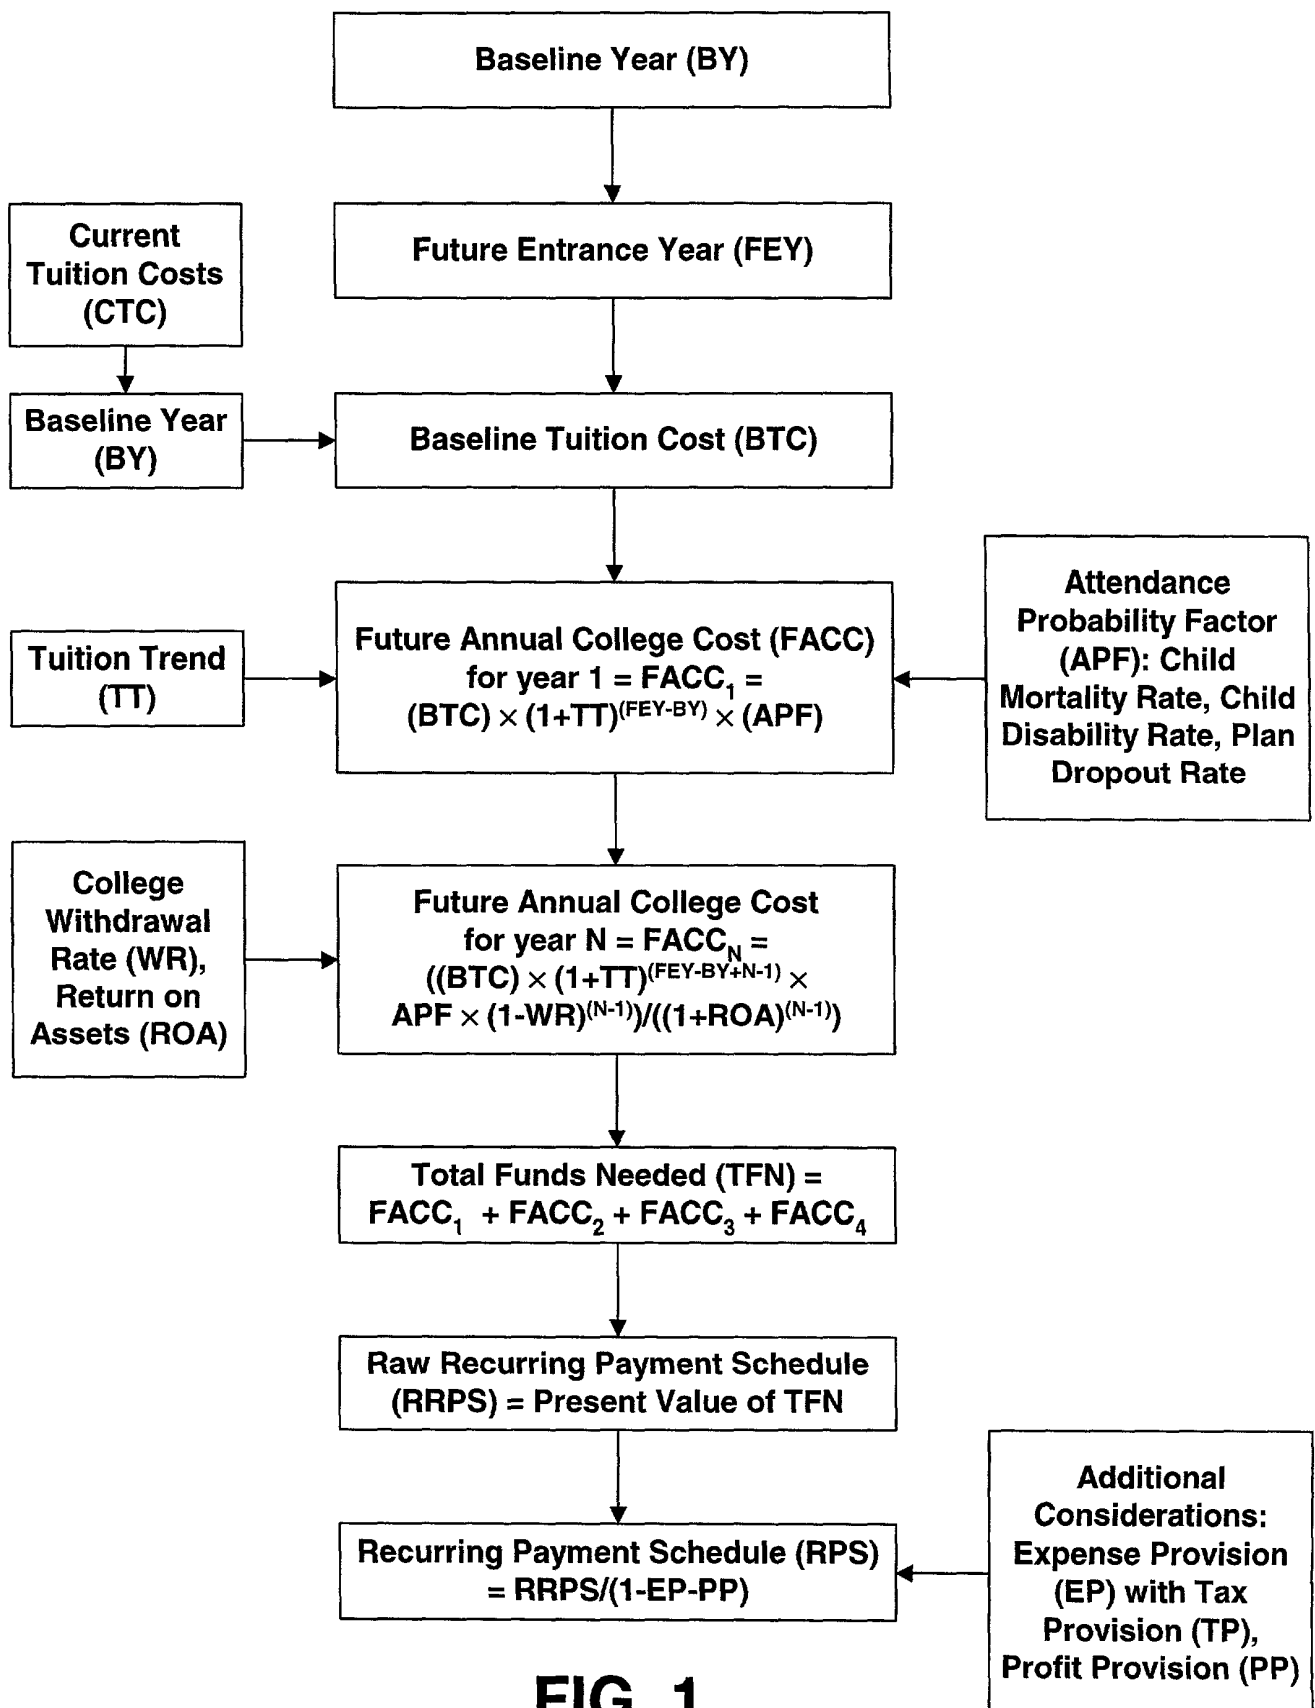 Baseline Year (BY)
Future Entrance Year (FEY)
Current
Tuition Costs
(CTC)
Baseline Year
(BY)
Baseline Tuition Cost (BTC)
Tuition Trend
(TT)
Future Annual College Cost (FACC)
for year 1 = FACC₁ =
(BTC) × (1+TT)^(FEY-BY) × (APF)
Attendance
Probability Factor
(APF): Child
Mortality Rate, Child
Disability Rate, Plan
Dropout Rate
College
Withdrawal
Rate (WR),
Return on
Assets (ROA)
Future Annual College Cost
for year N = FACC_N =
((BTC) × (1+TT)^(FEY-BY+N-1) ×
APF × (1-WR)^(N-1))/((1+ROA)^(N-1))
Total Funds Needed (TFN) =
FACC₁ + FACC₂ + FACC₃ + FACC₄
Raw Recurring Payment Schedule
(RRPS) = Present Value of TFN
Recurring Payment Schedule (RPS)
= RRPS/(1-EP-PP)
Additional
Considerations:
Expense Provision
(EP) with Tax
Provision (TP),
Profit Provision (PP)
FIG. 1